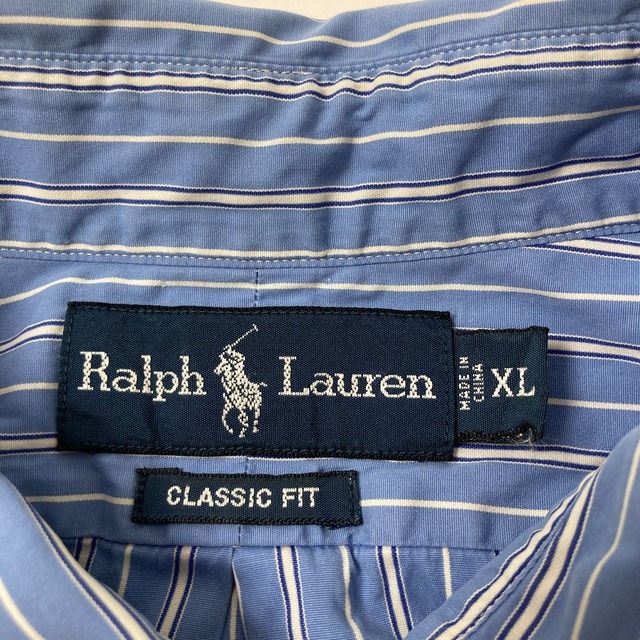 Ralph Lauren
MADE IN
CHINA
XL
CLASSIC FIT